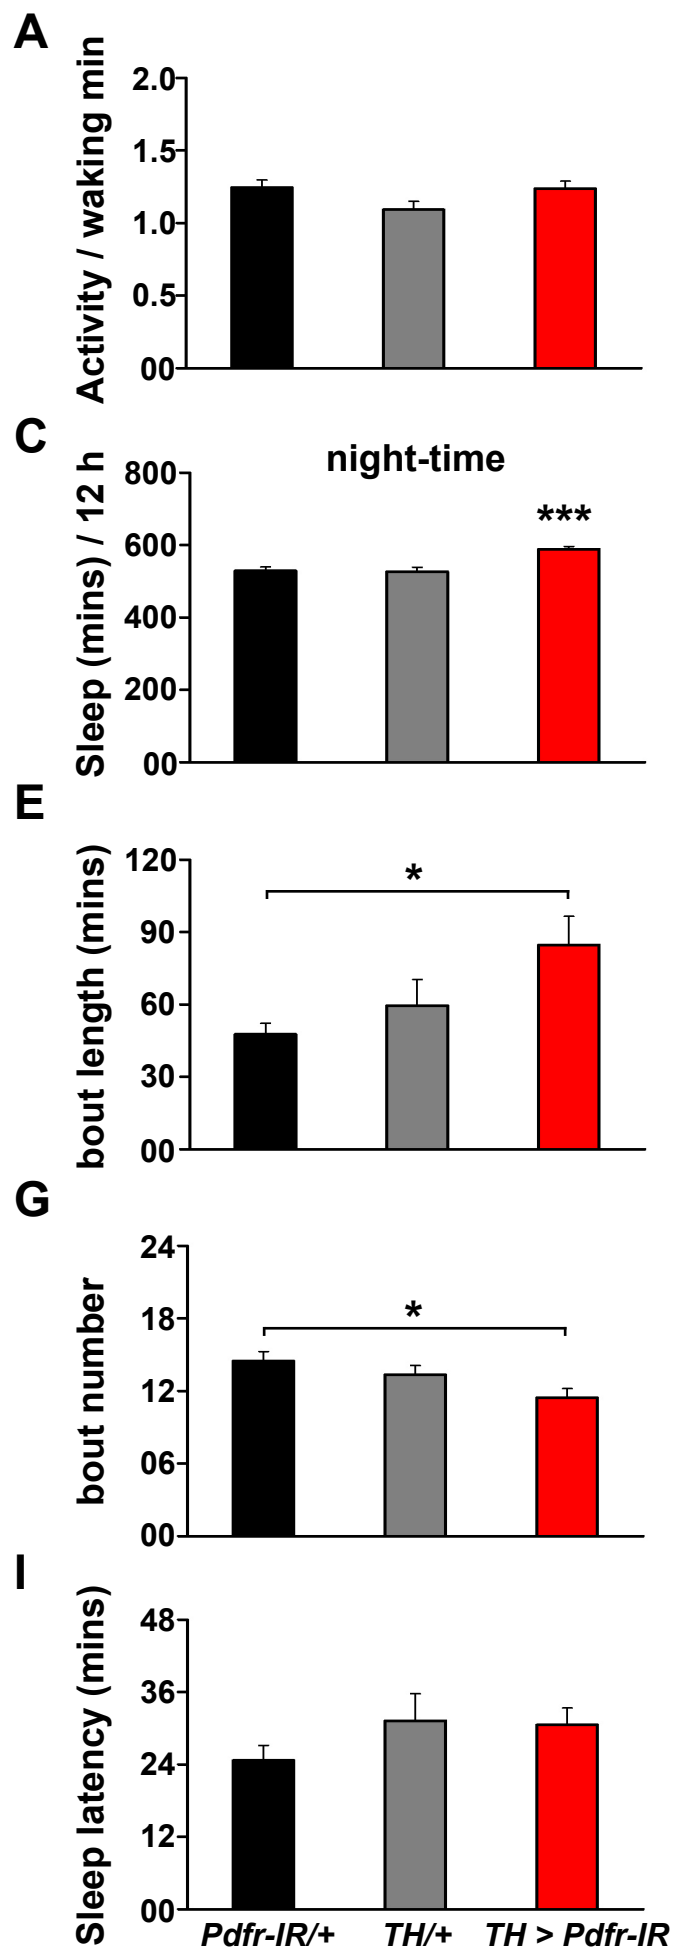 A
Activity / waking min
2.0
1.5
1.0
0.5
00
C
Sleep (mins) / 12 h
night-time
800
600
400
200
00
***
E
bout length (mins)
120
90
60
30
00
*
G
bout number
24
18
12
06
00
*
I
Sleep latency (mins)
48
36
24
12
00
Pdfr-IR/+ TH/+ TH > Pdfr-IR